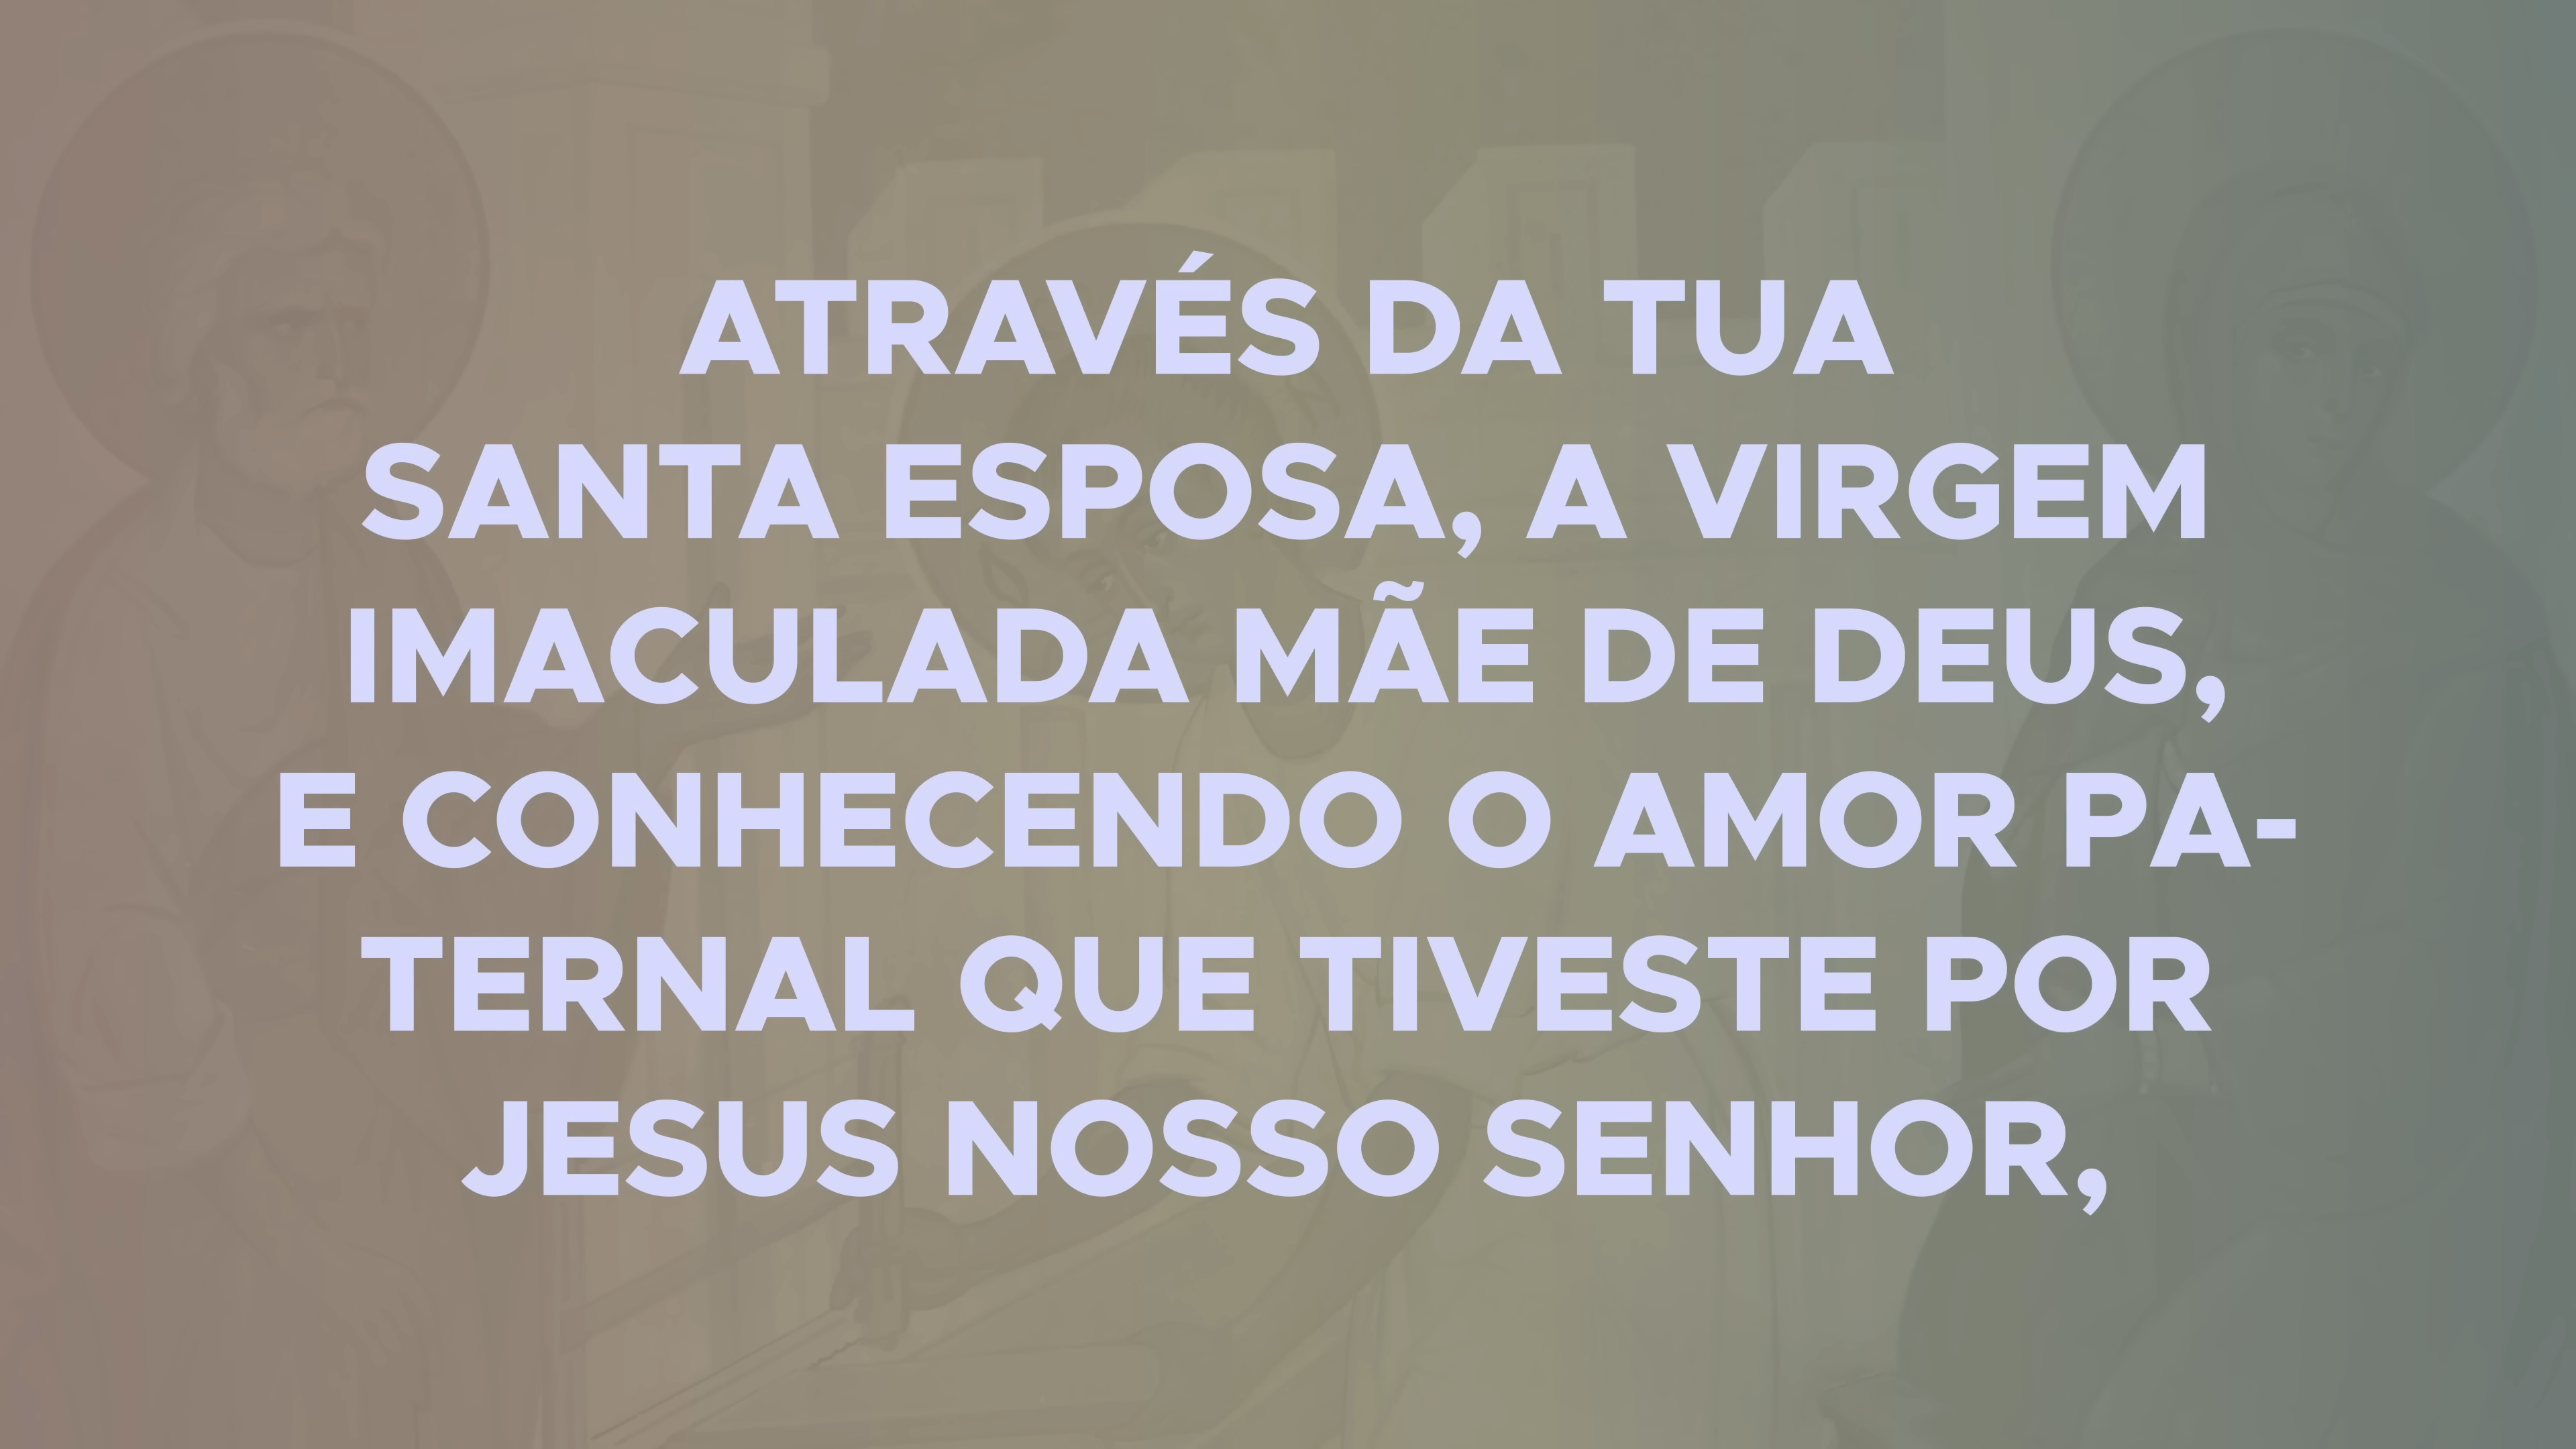 ATRAVÉS DA TUA
SANTA ESPOSA, A VIRGEM
IMACULADA MÃE DE DEUS,
E CONHECENDO O AMOR PA-
TERNAL QUE TIVESTE POR
JESUS NOSSO SENHOR,